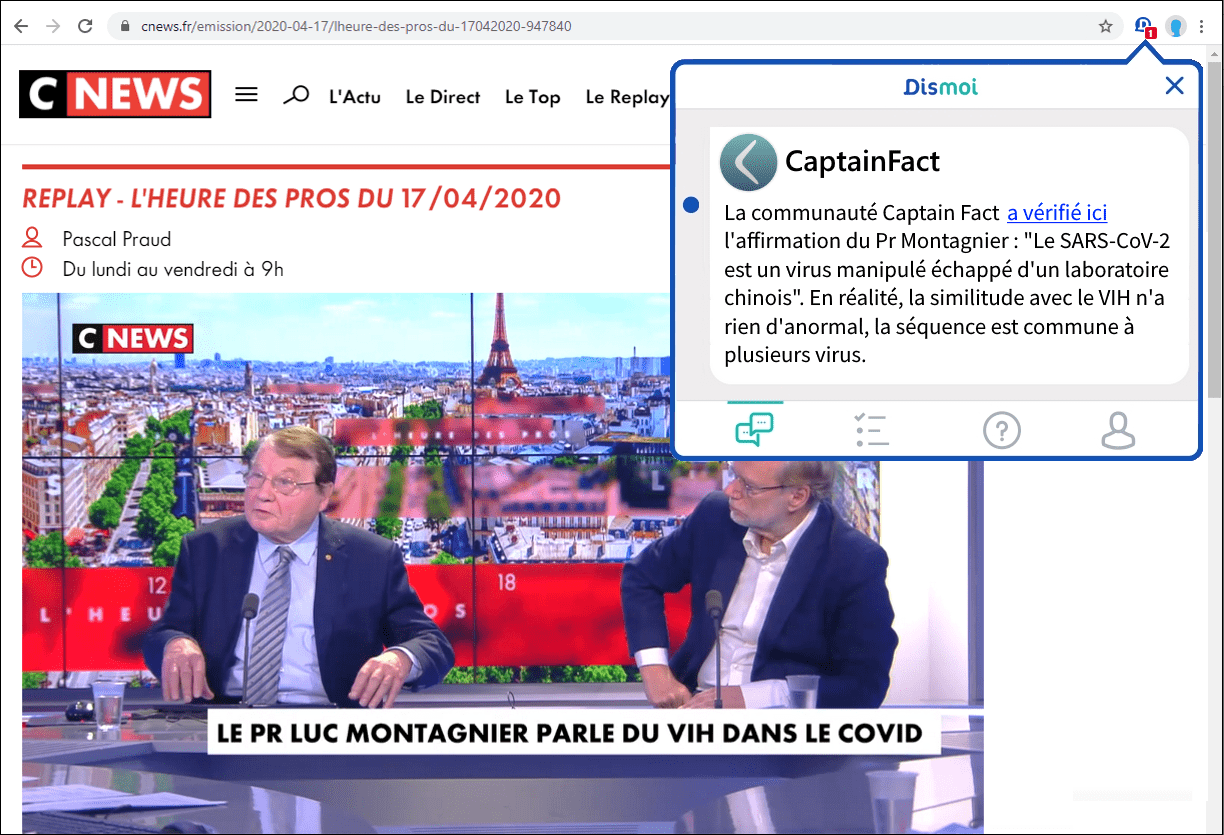 cnews.fr/emission/2020-04-17/lheure-des-pros-du-17042020-947840
1
C NEWS
L'Actu Le Direct Le Top Le Replay
Dismoi
CaptainFact
La communauté Captain Fact a vérifié ici
l'affirmation du Pr Montagnier : "Le SARS-CoV-2
est un virus manipulé échappé d'un laboratoire
chinois". En réalité, la similitude avec le VIH n'a
rien d'anormal, la séquence est commune à
plusieurs virus.
?
REPLAY - L'HEURE DES PROS DU 17/04/2020
Pascal Praud
Du lundi au vendredi à 9h
C NEWS
L'HEURE DES PROS
S L R
12 18
L'HEU PROS
LE PR LUC MONTAGNIER PARLE DU VIH DANS LE COVID